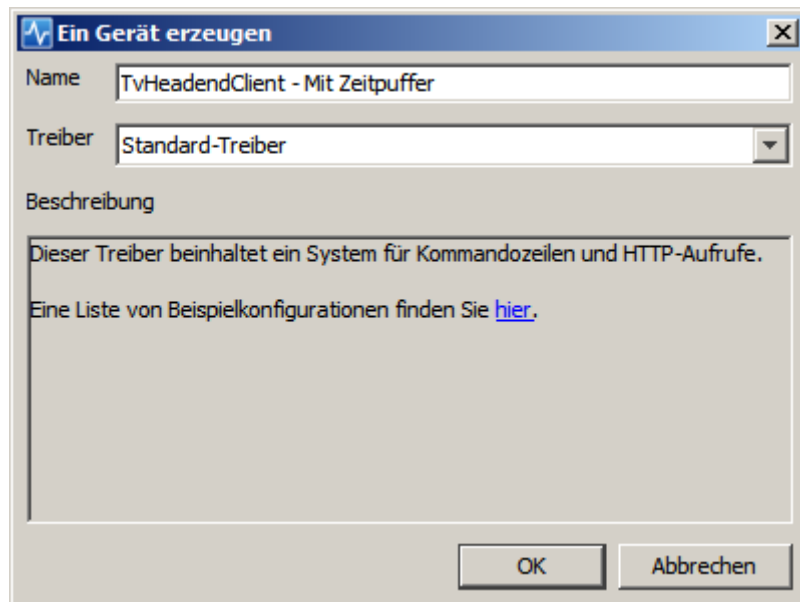 Ein Gerät erzeugen
Name TvHeadendClient - Mit Zeitpuffer
Treiber Standard-Treiber
Beschreibung
Dieser Treiber beinhaltet ein System für Kommandozeilen und HTTP-Aufrufe.
Eine Liste von Beispielkonfigurationen finden Sie hier.
OK Abbrechen